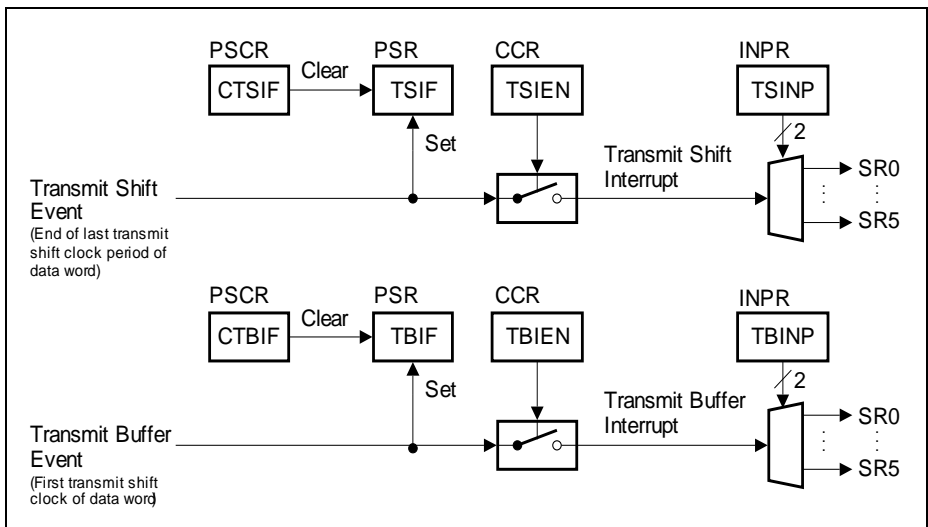 PSCR
PSR
CCR
INPR
CTSIF
Clear
TSIF
TSIEN
TSINP
Set
2
Transmit Shift
Interrupt
SR0
SR5
Transmit Shift
Event
(End of last transmit
shift clock period of
data word)
PSCR
PSR
CCR
INPR
CTBIF
Clear
TBIF
TBIEN
TBINP
Set
2
Transmit Buffer
Interrupt
SR0
SR5
Transmit Buffer
Event
(First transmit shift
clock of data word)